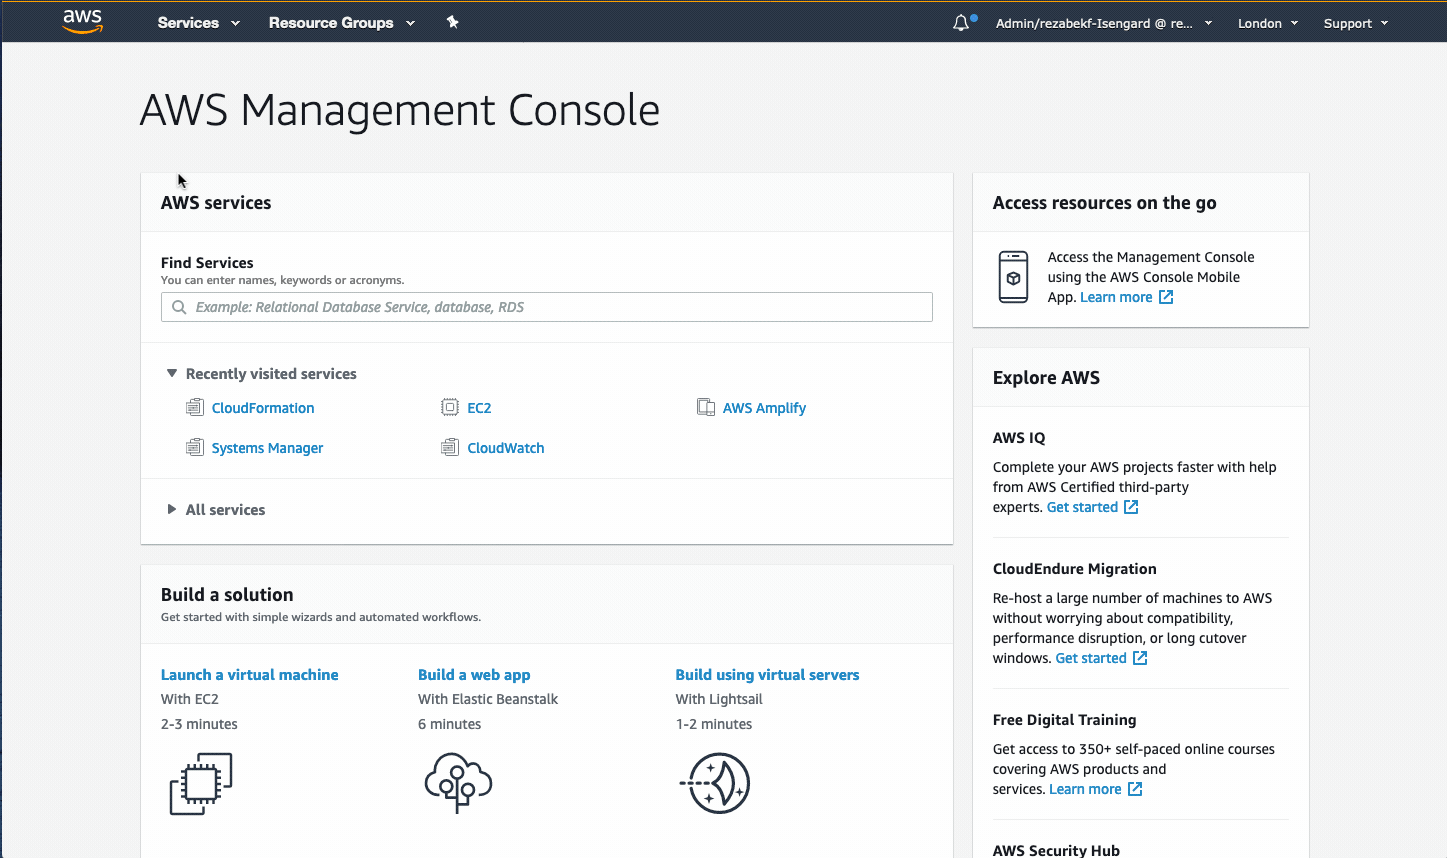 aws Services Resource Groups Admin/rezabekf-Isengard @ re... London Support
AWS Management Console
AWS services
Find Services
You can enter names, keywords or acronyms.
Example: Relational Database Service, database, RDS
Recently visited services
CloudFormation EC2 AWS Amplify
Systems Manager CloudWatch
All services
Build a solution
Get started with simple wizards and automated workflows.
Launch a virtual machine
With EC2
2-3 minutes
Build a web app
With Elastic Beanstalk
6 minutes
Build using virtual servers
With Lightsail
1-2 minutes
Access resources on the go
Access the Management Console
using the AWS Console Mobile
App. Learn more
Explore AWS
AWS IQ
Complete your AWS projects faster with help
from AWS Certified third-party
experts. Get started
CloudEndure Migration
Re-host a large number of machines to AWS
without worrying about compatibility,
performance disruption, or long cutover
windows. Get started
Free Digital Training
Get access to 350+ self-paced online courses
covering AWS products and
services. Learn more
AWS Security Hub